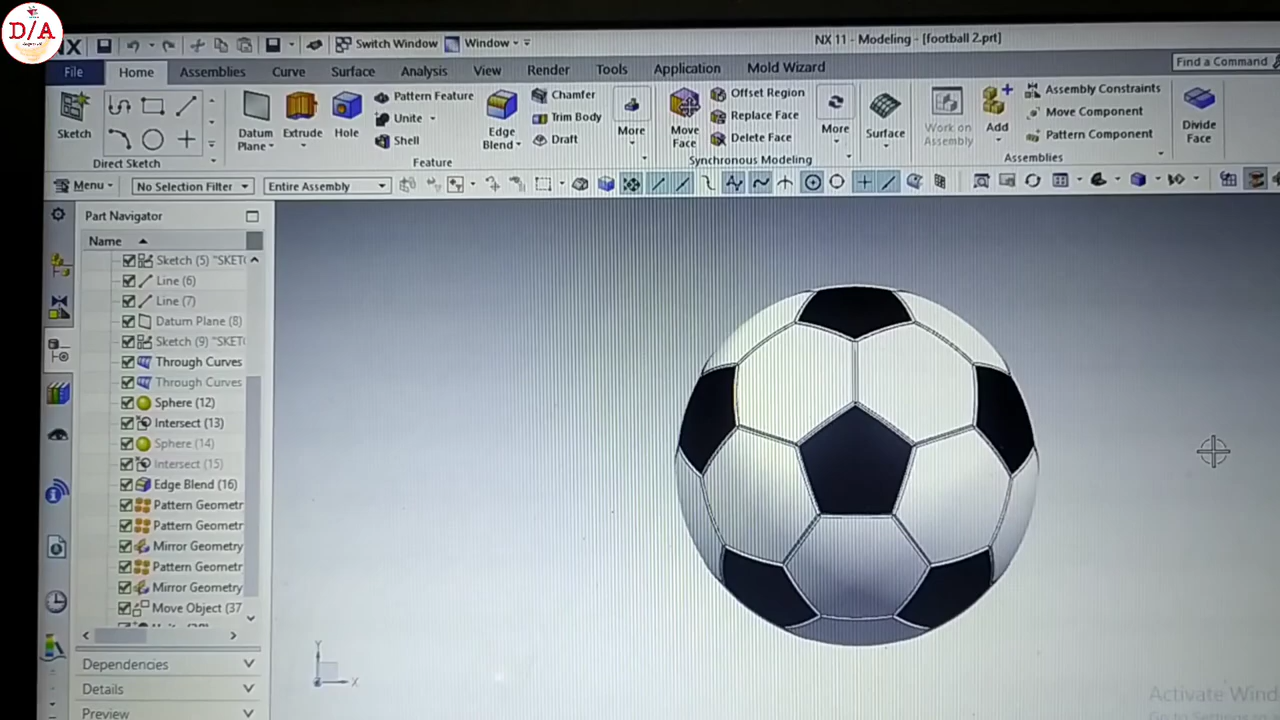 D/A
NX
Switch Window
Window
NX 11 - Modeling - [football 2.prt]
File
Home
Assemblies
Curve
Surface
Analysis
View
Render
Tools
Application
Mold Wizard
Find a Command
Sketch
Direct Sketch
Datum
Plane
Extrude
Hole
Pattern Feature
Unite
Shell
Edge
Blend
Chamfer
Trim Body
Draft
More
Feature
Move
Face
Offset Region
Replace Face
Delete Face
More
Synchronous Modeling
Surface
Work on
Assembly
Add
Assembly Constraints
Move Component
Pattern Component
Assemblies
Divide
Face
Menu
No Selection Filter
Entire Assembly
Part Navigator
Name
Sketch (5) "SKET
Line (6)
Line (7)
Datum Plane (8)
Sketch (9) "SKET
Through Curves
Through Curves
Sphere (12)
Intersect (13)
Sphere (14)
Intersect (15)
Edge Blend (16)
Pattern Geometr
Pattern Geometr
Mirror Geometry
Pattern Geometr
Mirror Geometry
Move Object (37
Dependencies
Details
Preview
Y
X
Activate Wind